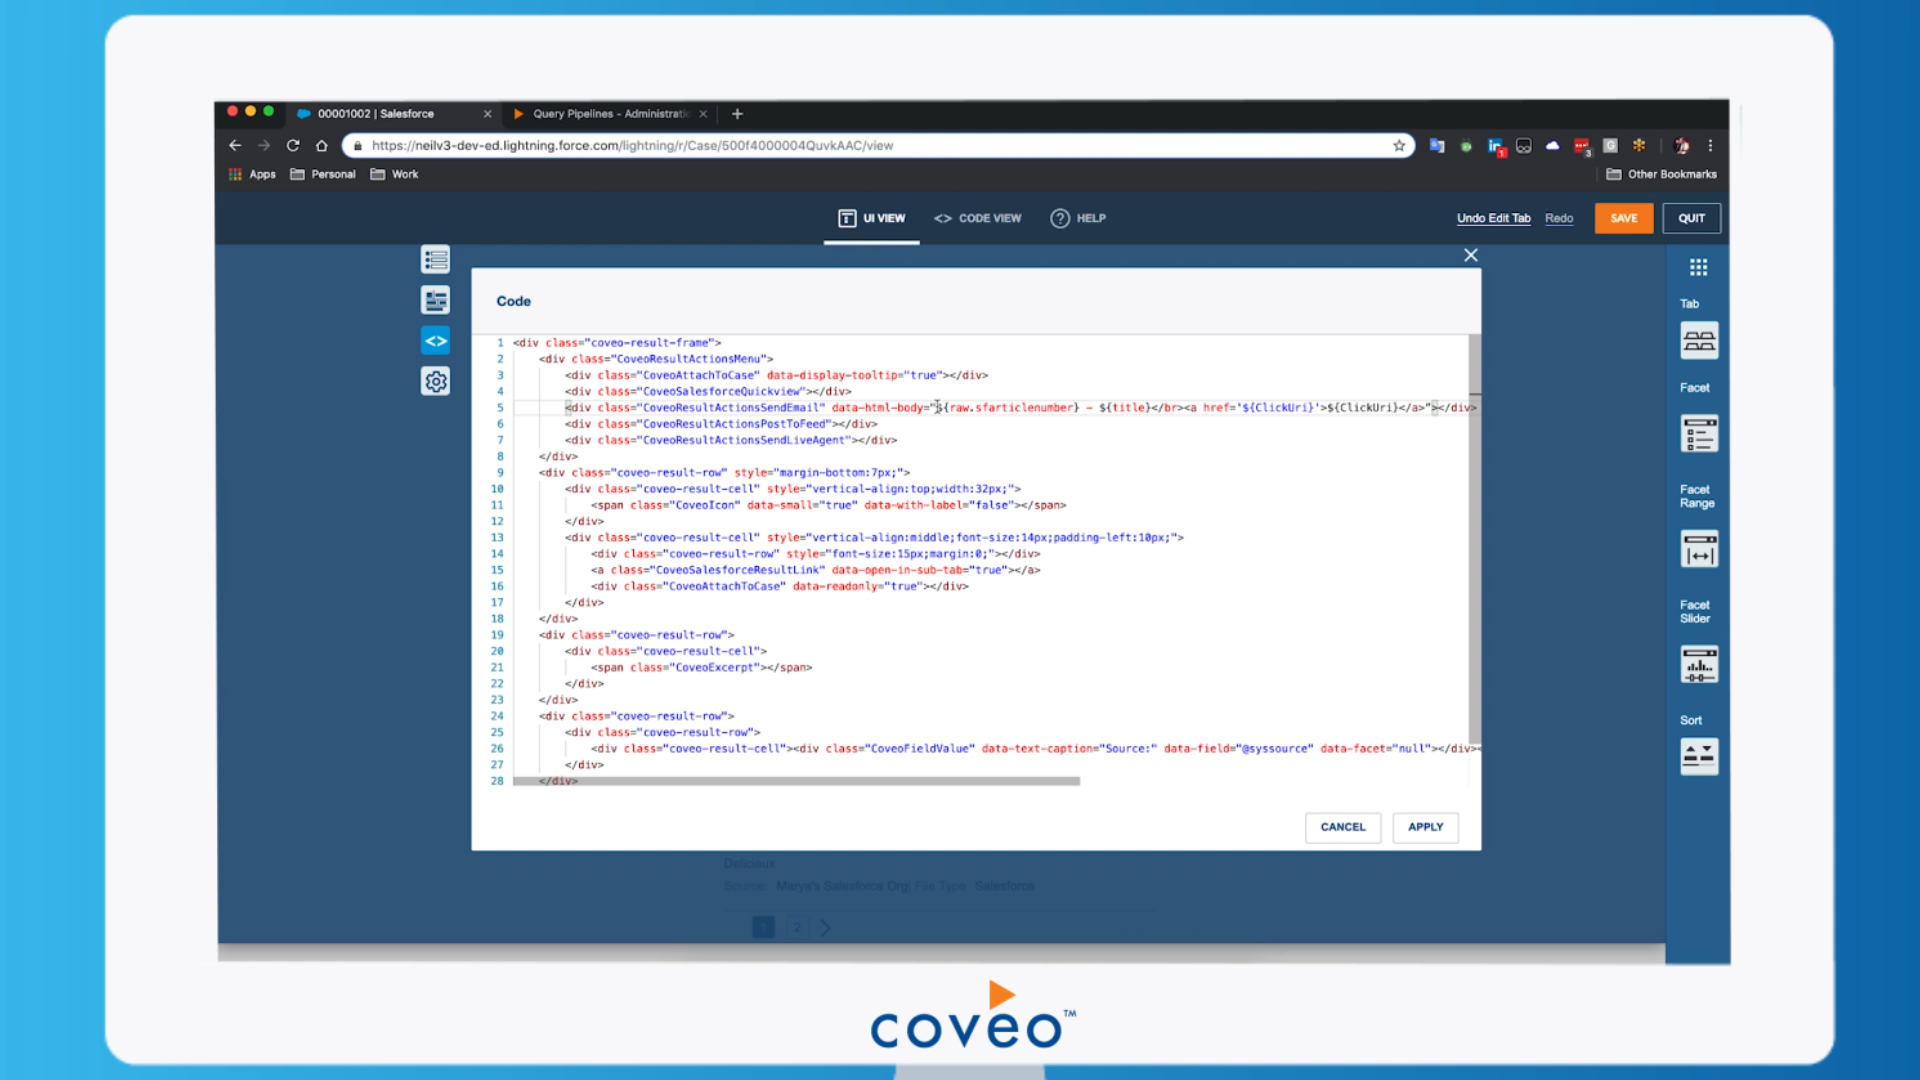 00001002 | Salesforce
Query Pipelines - Administratio
https://neilv3-dev-ed.lightning.force.com/lightning/r/Case/500f4000004QuvkAAC/view
Apps Personal Work Other Bookmarks
UI VIEW <> CODE VIEW ? HELP Undo Edit Tab Redo SAVE QUIT
Code
1 <div class="coveo-result-frame">
2 <div class="CoveoResultActionsMenu">
3 <div class="CoveoAttachToCase" data-display-tooltip="true"></div>
4 <div class="CoveoSalesforceQuickview"></div>
5 <div class="CoveoResultActionsSendEmail" data-html-body="${raw.sfarticlenumber} - ${title}</br><a href='${ClickUri}'>${ClickUri}</a>"></div>
6 <div class="CoveoResultActionsPostToFeed"></div>
7 <div class="CoveoResultActionsSendLiveAgent"></div>
8 </div>
9 <div class="coveo-result-row" style="margin-bottom:7px;">
10 <div class="coveo-result-cell" style="vertical-align:top;width:32px;">
11 <span class="CoveoIcon" data-small="true" data-with-label="false"></span>
12 </div>
13 <div class="coveo-result-cell" style="vertical-align:middle;font-size:14px;padding-left:10px;">
14 <div class="coveo-result-row" style="font-size:15px;margin:0;"></div>
15 <a class="CoveoSalesforceResultLink" data-open-in-sub-tab="true"></a>
16 <div class="CoveoAttachToCase" data-readonly="true"></div>
17 </div>
18 </div>
19 <div class="coveo-result-row">
20 <div class="coveo-result-cell">
21 <span class="CoveoExcerpt"></span>
22 </div>
23 </div>
24 <div class="coveo-result-row">
25 <div class="coveo-result-row">
26 <div class="coveo-result-cell"><div class="CoveoFieldValue" data-text-caption="Source:" data-field="@syssource" data-facet="null"></div><
27 </div>
28 </div>
CANCEL APPLY
Delicieux
Source: Marya's Salesforce Org| File Type Salesforce
1 2
Tab
Facet
Facet
Range
Facet
Slider
Sort
coveo™